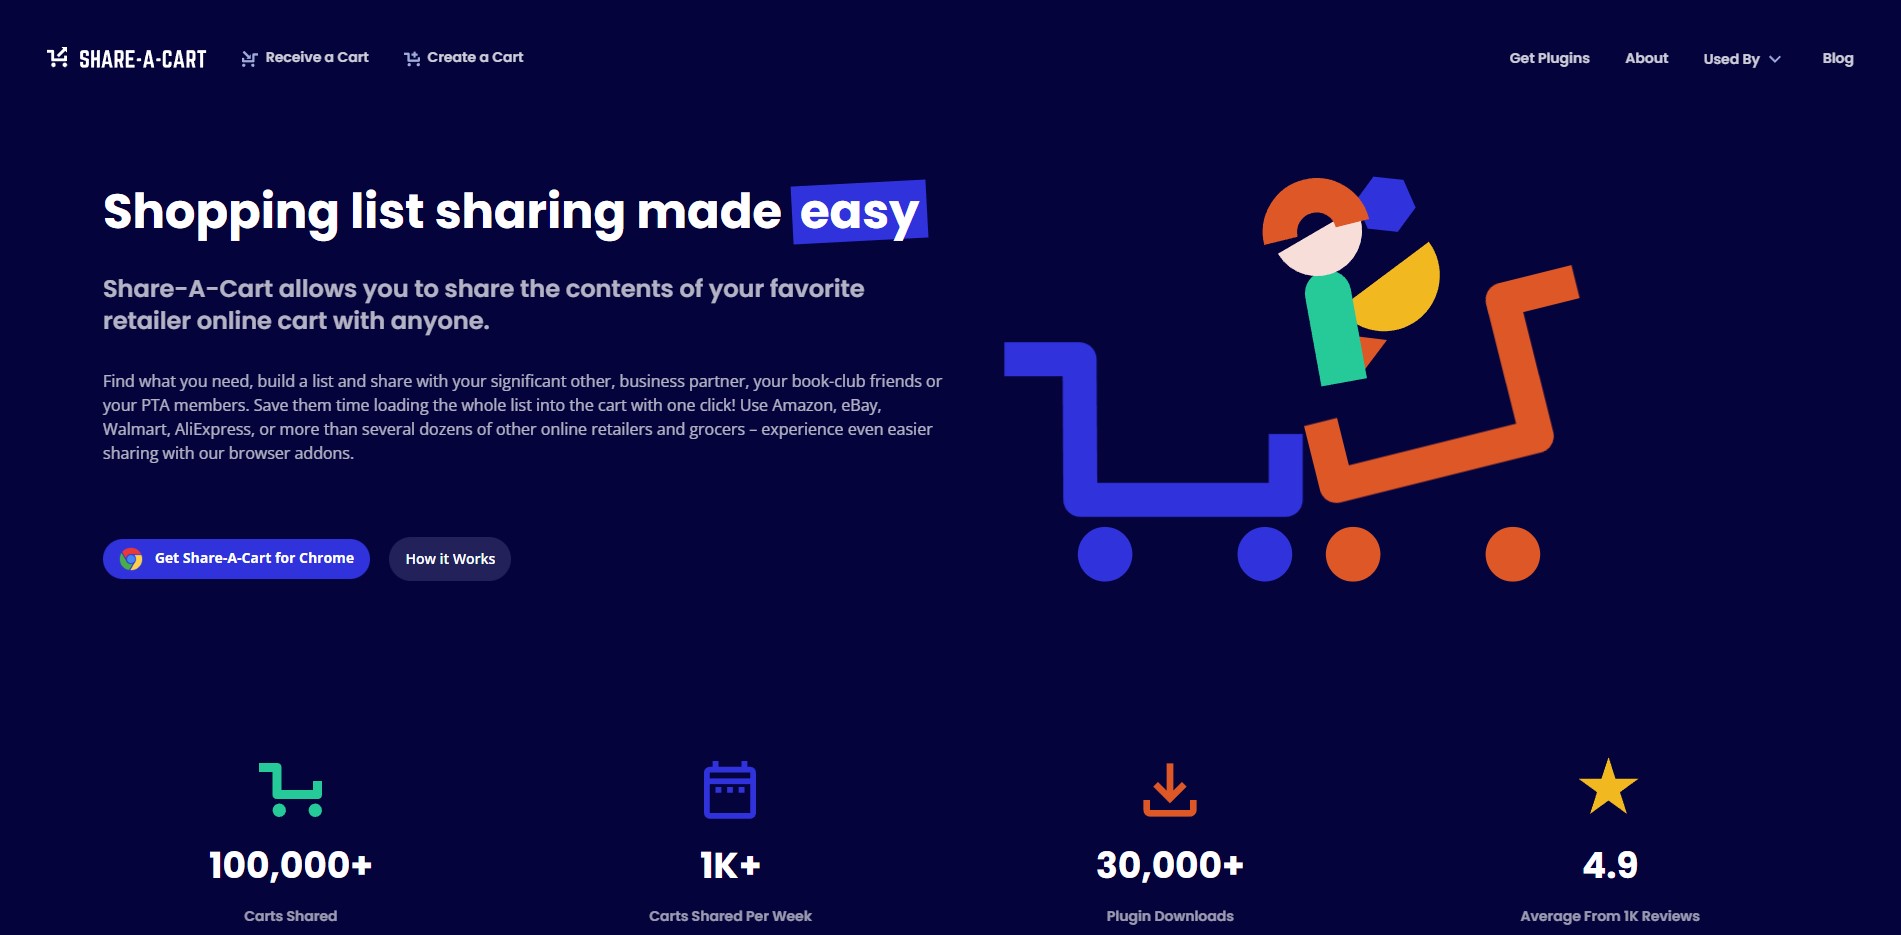 SHARE-A-CART
Receive a Cart
Create a Cart
Get Plugins
About
Used By
Blog
Shopping list sharing made easy
Share-A-Cart allows you to share the contents of your favorite
retailer online cart with anyone.
Find what you need, build a list and share with your significant other, business partner, your book-club friends or
your PTA members. Save them time loading the whole list into the cart with one click! Use Amazon, eBay,
Walmart, AliExpress, or more than several dozens of other online retailers and grocers – experience even easier
sharing with our browser addons.
Get Share-A-Cart for Chrome
How it Works
100,000+
Carts Shared
1K+
Carts Shared Per Week
30,000+
Plugin Downloads
4.9
Average From 1K Reviews